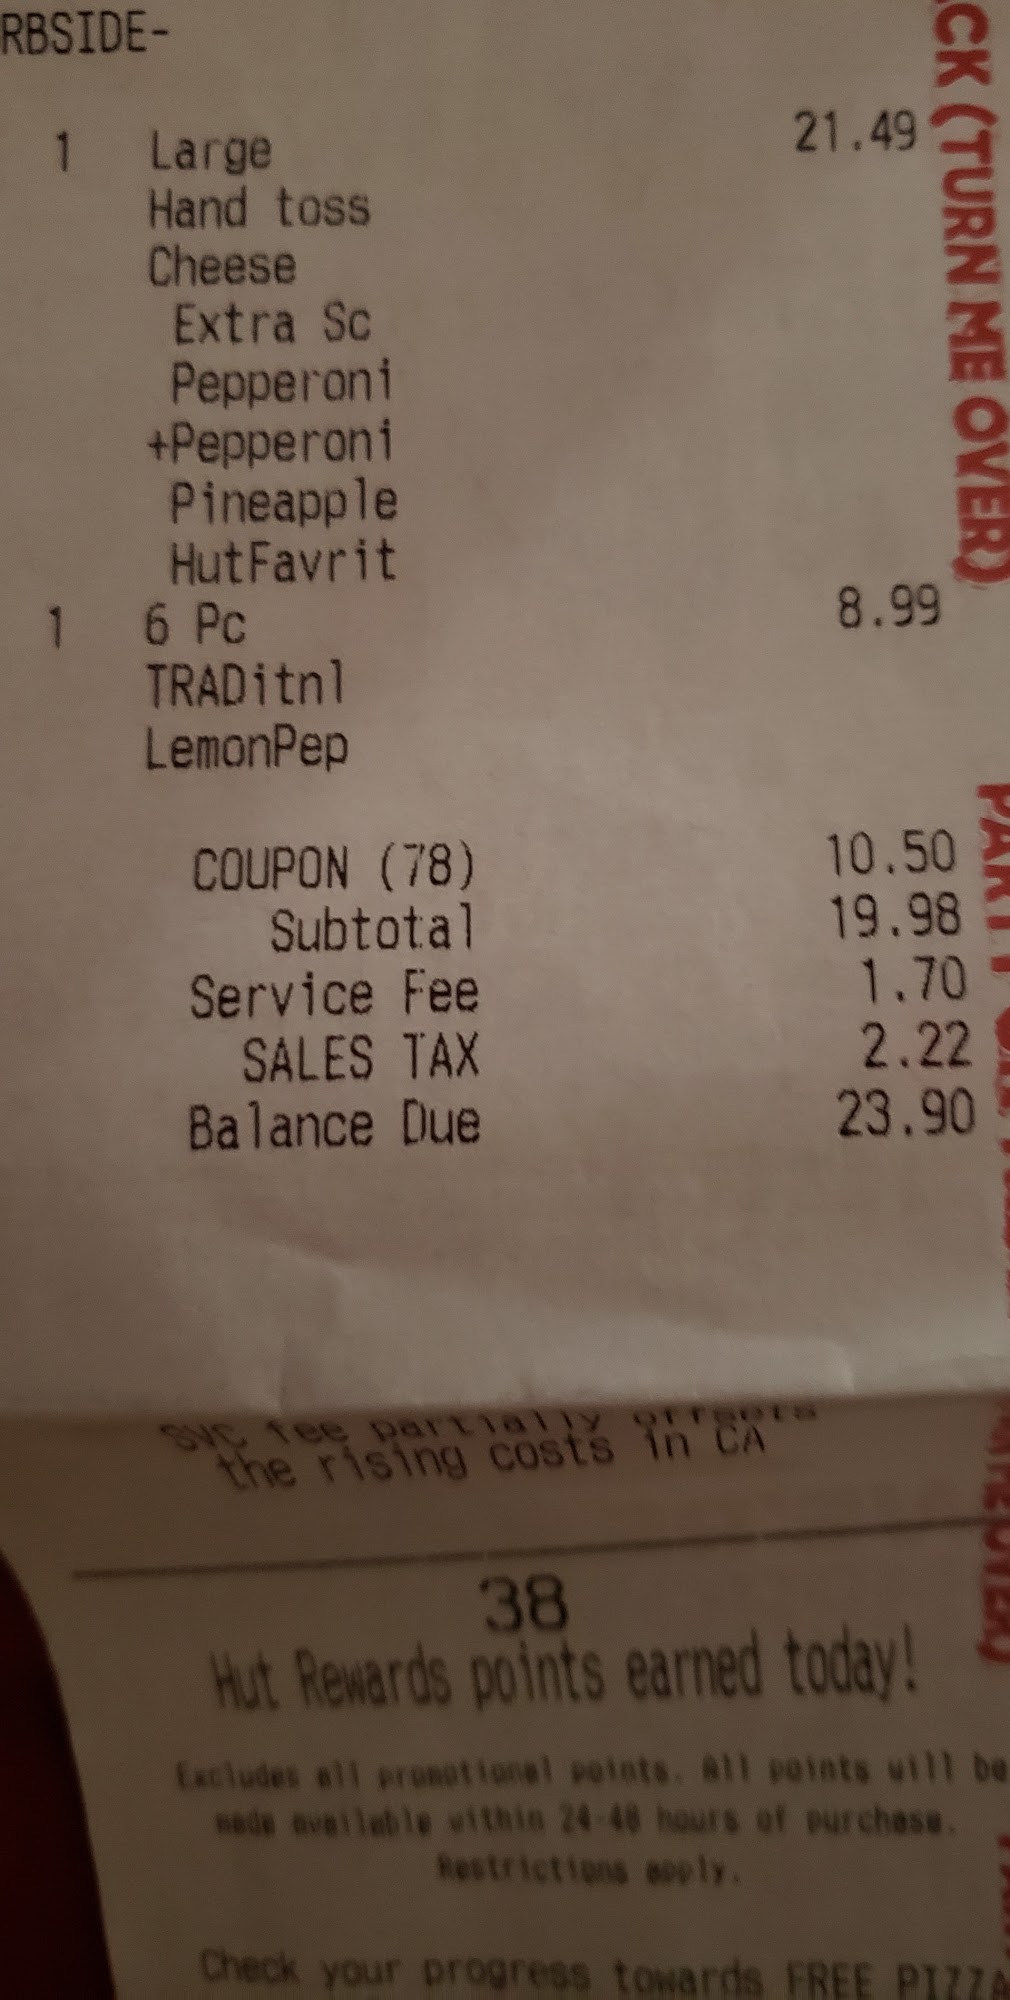 RBSIDE-
1 Large 21.49
Hand toss
Cheese
Extra Sc
Pepperoni
+Pepperoni
Pineapple
HutFavrit
1 6 Pc 8.99
TRADitnl
LemonPep
COUPON (78) 10.50
Subtotal 19.98
Service Fee 1.70
SALES TAX 2.22
Balance Due 23.90
svc fee partially offsets
the rising costs in CA
38
Hut Rewards points earned today!
Excludes all promotional points. All points will be
made available within 24-48 hours of purchase.
Restrictions apply.
Check your progress towards FREE PIZZA
CK (TURN ME OVER)